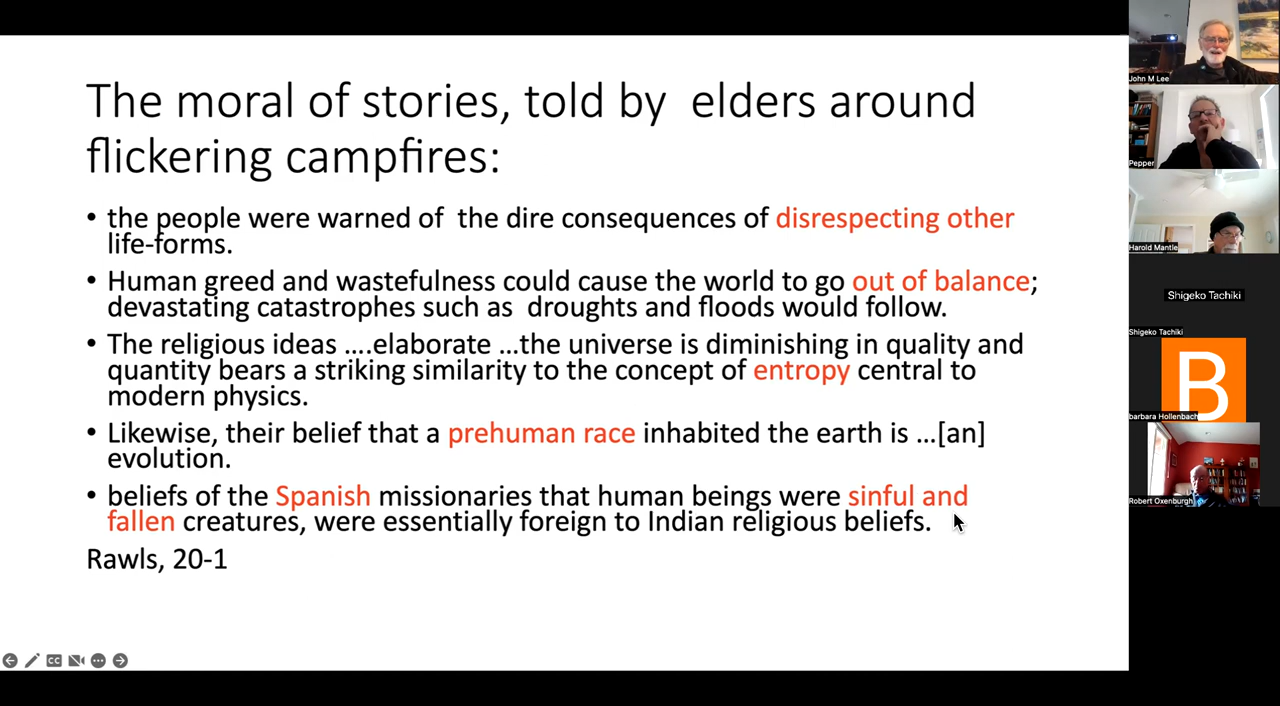 The moral of stories, told by  elders around
flickering campfires:
• the people were warned of  the dire consequences of disrespecting other
life-forms.
• Human greed and wastefulness could cause the world to go out of balance;
devastating catastrophes such as  droughts and floods would follow.
• The religious ideas ....elaborate ...the universe is diminishing in quality and
quantity bears a striking similarity to the concept of entropy central to
modern physics.
• Likewise, their belief that a prehuman race inhabited the earth is ...[an]
evolution.
• beliefs of the Spanish missionaries that human beings were sinful and
fallen creatures, were essentially foreign to Indian religious beliefs.
Rawls, 20-1
CC
John M Lee
Pepper
Harold Mantle
Shigeko Tachiki
Shigeko Tachiki
B
barbara Hollenbach
Robert Oxenburgh